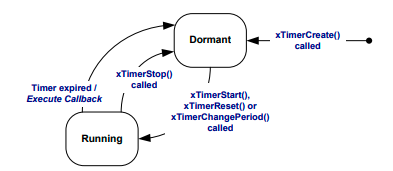 xTimerCreate()
called
Dormant
xTimerStop()
called
Timer expired /
Execute Callback
xTimerStart(),
xTimerReset() or
xTimerChangePeriod()
called
Running